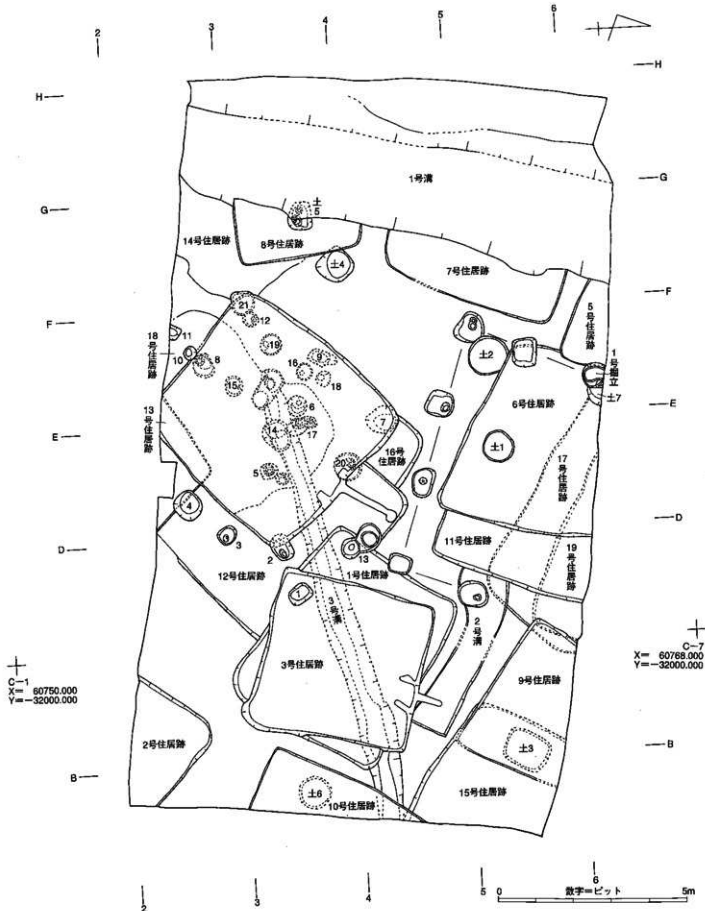 2
3
4
5
6
H
H
1号溝
G
G
土5
14号住居跡
8号住居跡
土4
7号住居跡
F
F
5号住居跡
21
12
18号住居跡
11
10
8
19
16
9
18
15
土2
1号掘立
土7
E
6号住居跡
6
7
13号住居跡
E
14
17
16号住居跡
土1
17号住居跡
5
20
4
D
3
2
13
11号住居跡
19号住居跡
D
12号住居跡
1号住居跡
1
3号溝
2号溝
C-7
X= 60768.000
Y=-32000.000
C-1
X= 60750.000
Y=-32000.000
3号住居跡
9号住居跡
2号住居跡
土3
B
B
土6
10号住居跡
15号住居跡
2
3
4
5
6
数字=ピット
0
5m